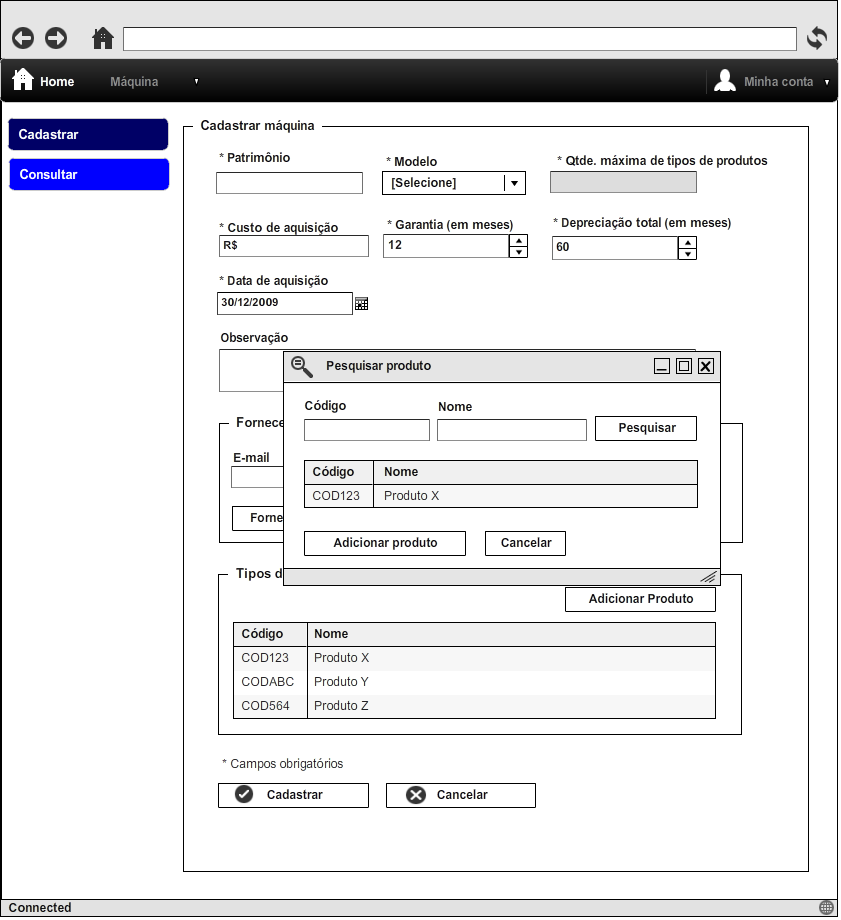 Home Máquina Minha conta
Cadastrar
Consultar
Cadastrar máquina
* Patrimônio * Modelo * Qtde. máxima de tipos de produtos
[Selecione]
* Custo de aquisição * Garantia (em meses) * Depreciação total (em meses)
R$ 12 60
* Data de aquisição
30/12/2009
Observação
Pesquisar produto
Código Nome
Pesquisar
Código Nome
COD123 Produto X
Adicionar produto Cancelar
Fornece
E-mail
Forne
Tipos d
Adicionar Produto
Código Nome
COD123 Produto X
CODABC Produto Y
COD564 Produto Z
* Campos obrigatórios
Cadastrar Cancelar
Connected